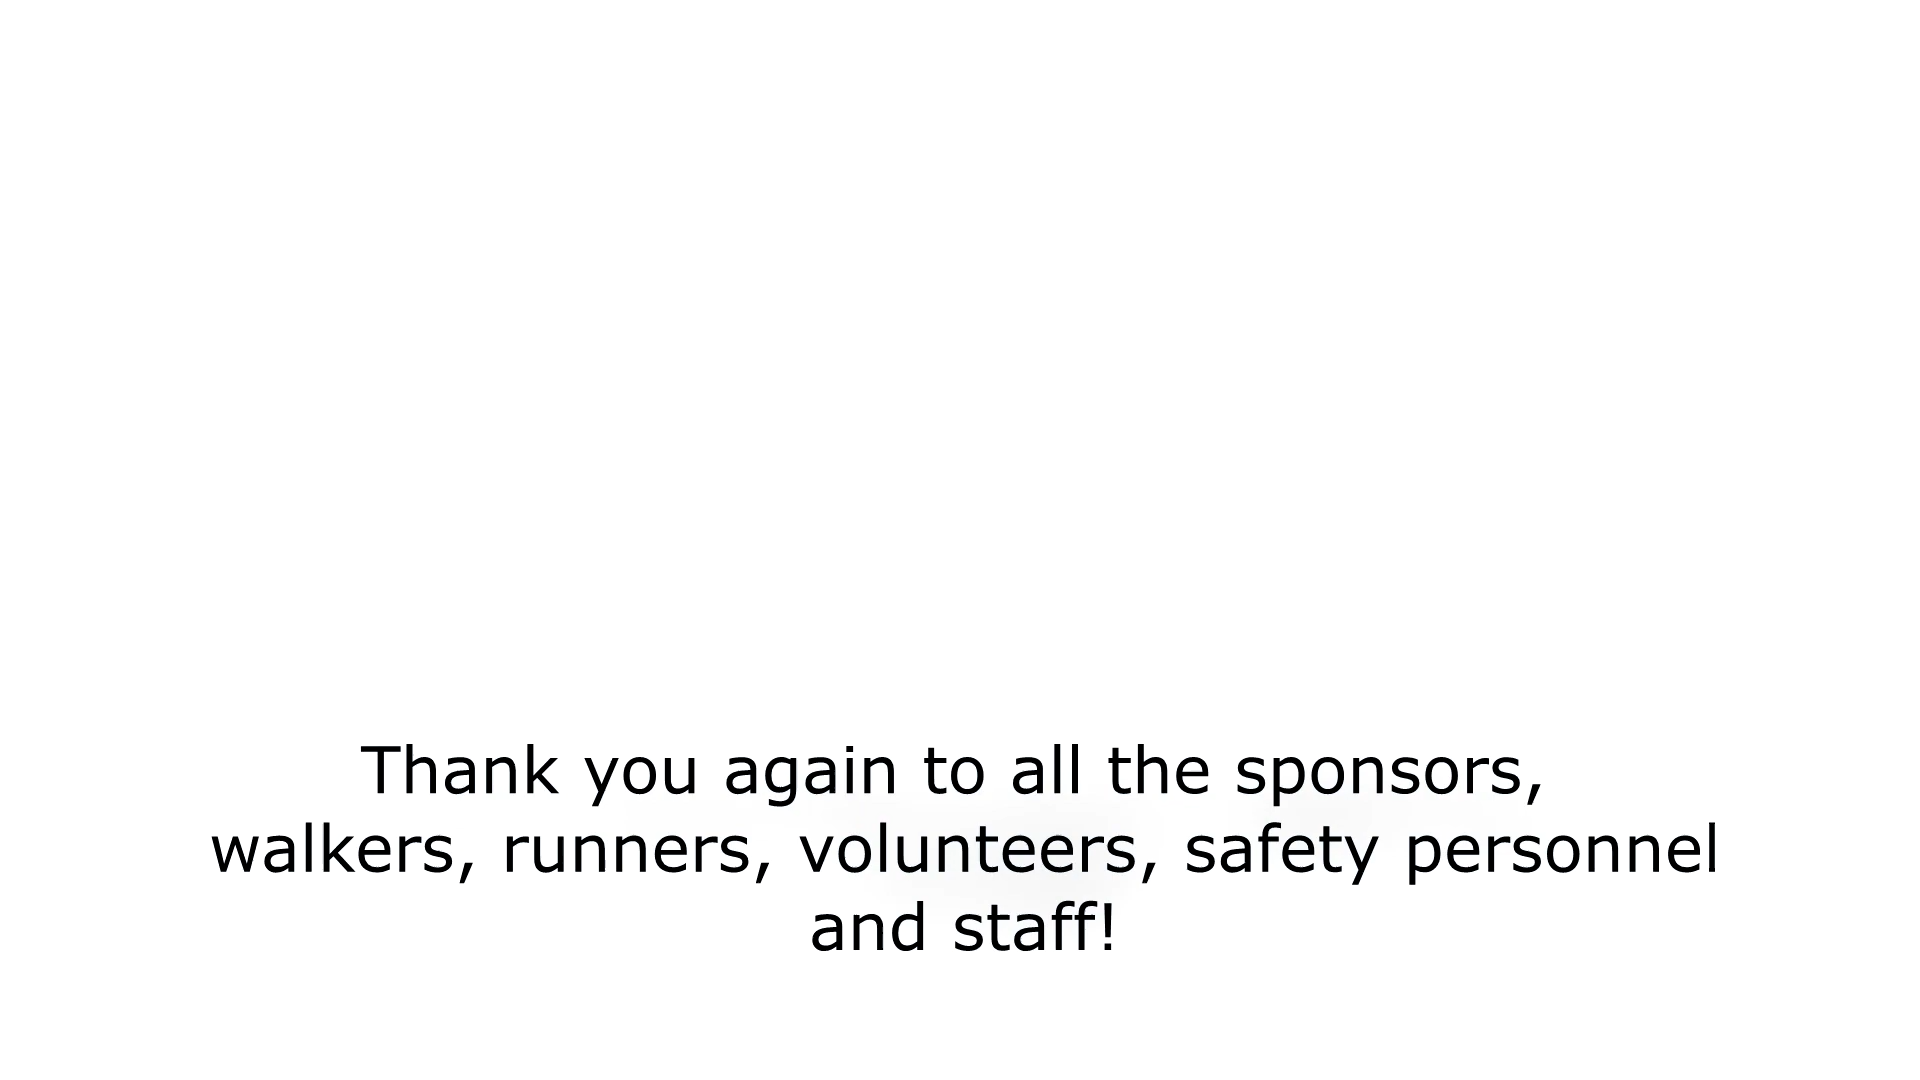 Thank you again to all the sponsors,
walkers, runners, volunteers, safety personnel
and staff!